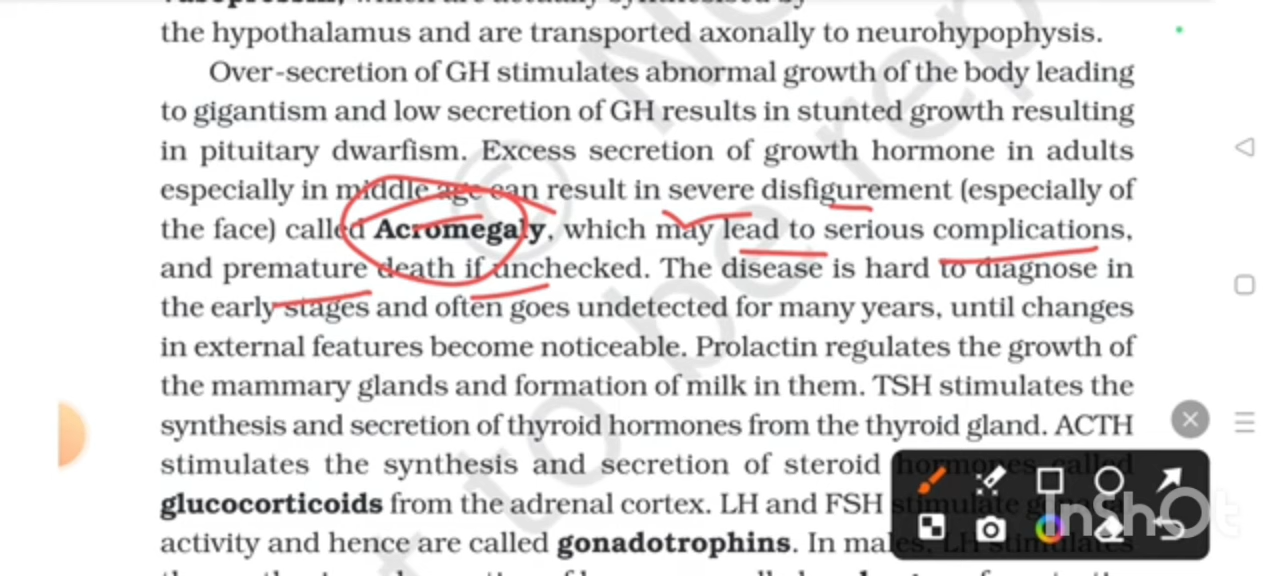 the hypothalamus and are transported axonally to neurohypophysis.
Over-secretion of GH stimulates abnormal growth of the body leading
to gigantism and low secretion of GH results in stunted growth resulting
in pituitary dwarfism. Excess secretion of growth hormone in adults
especially in middle age can result in severe disfigurement (especially of
the face) called Acromegaly, which may lead to serious complications,
and premature death if unchecked. The disease is hard to diagnose in
the early stages and often goes undetected for many years, until changes
in external features become noticeable. Prolactin regulates the growth of
the mammary glands and formation of milk in them. TSH stimulates the
synthesis and secretion of thyroid hormones from the thyroid gland. ACTH
stimulates the synthesis and secretion of steroid hormones called
glucocorticoids from the adrenal cortex. LH and FSH stimulate
activity and hence are called gonadotrophins. In males, LH stimulates
InShOt